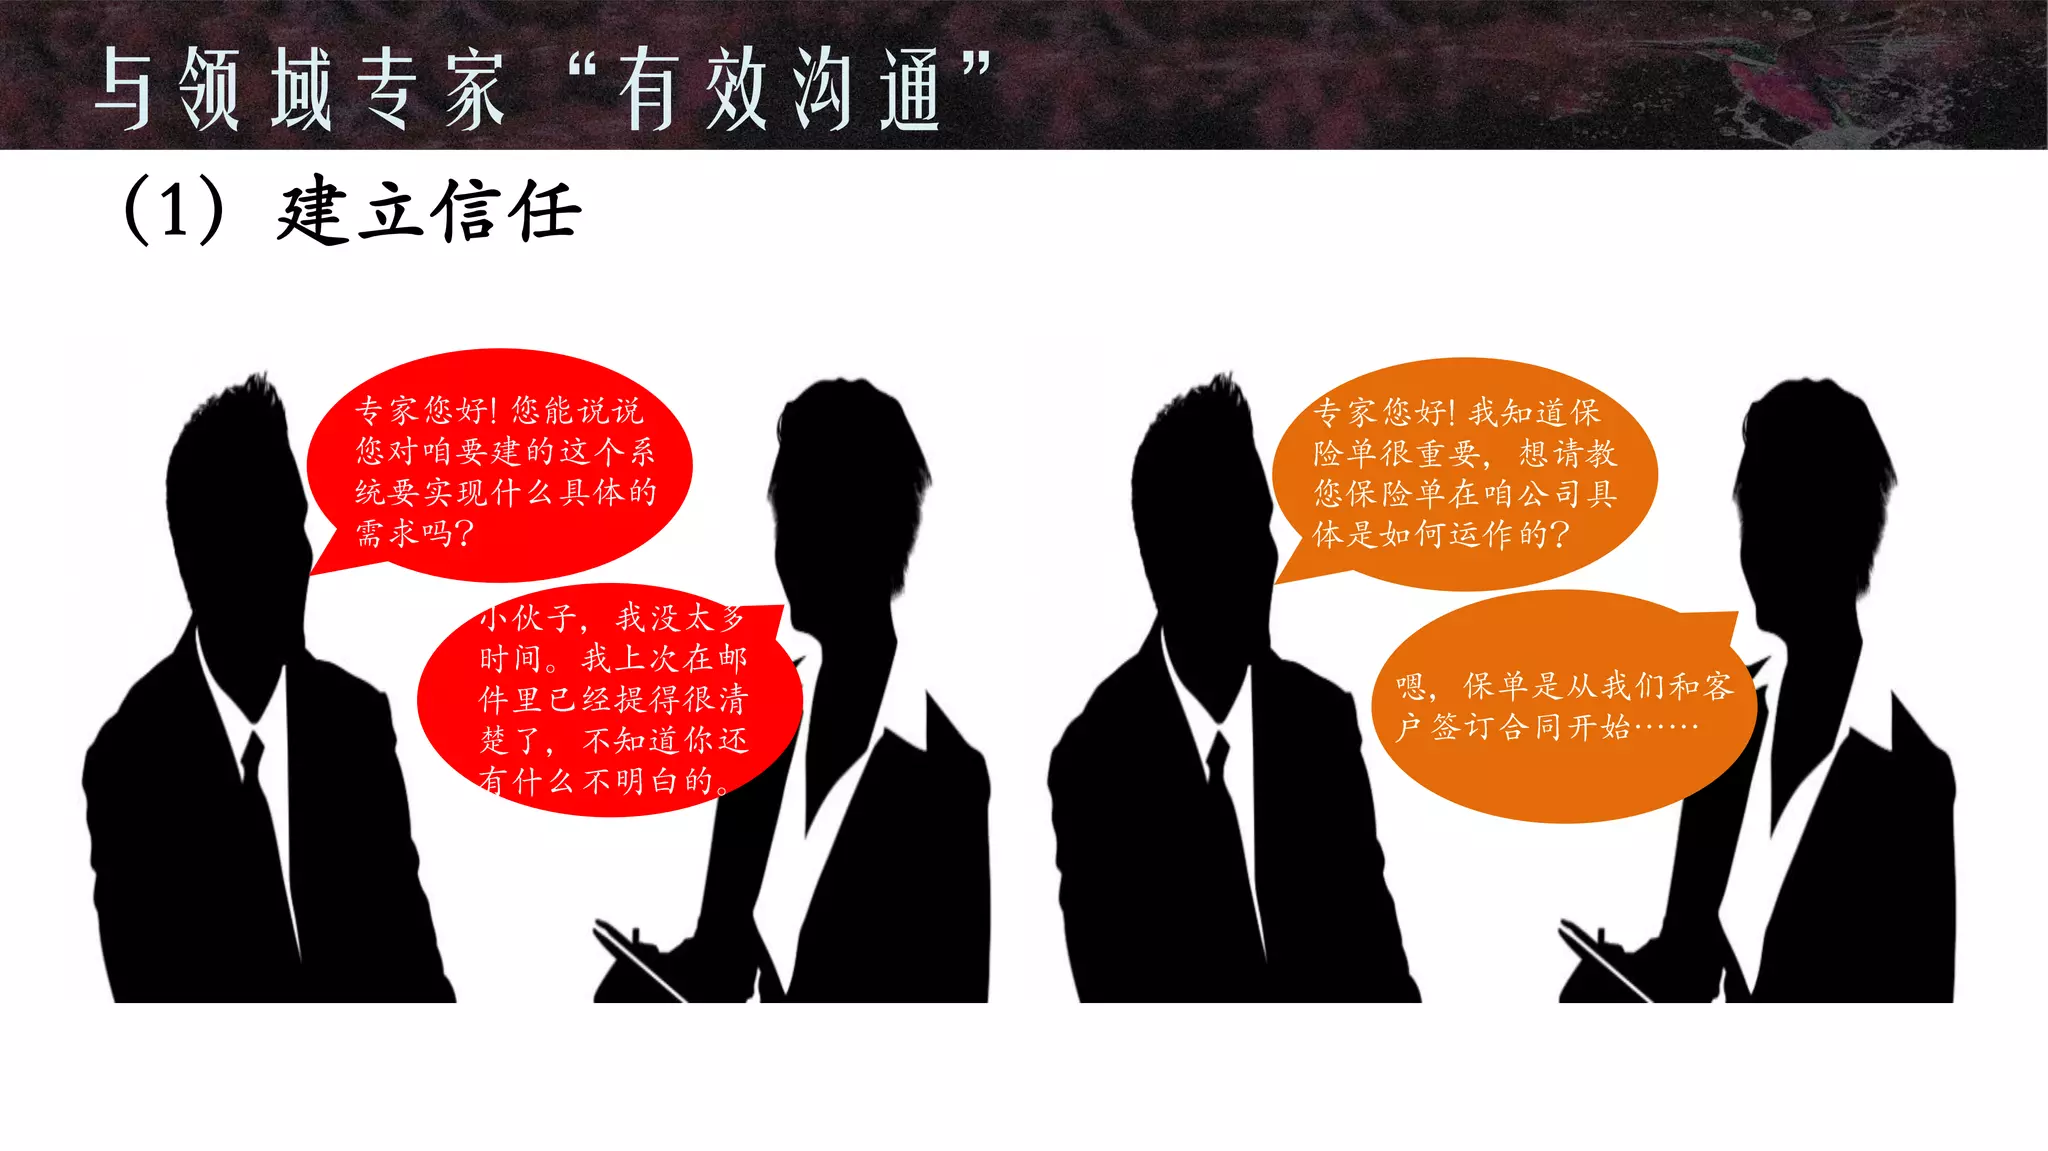 与领域专家“有效沟通”
（1）建立信任
专家您好！您能说说
您对咱要建的这个系
统要实现什么具体的
需求吗？
小伙子，我没太多
时间。我上次在邮
件里已经提得很清
楚了，不知道你还
有什么不明白的。
专家您好！我知道保
险单很重要，想请教
您保险单在咱公司具
体是如何运作的？
嗯，保单是从我们和客
户签订合同开始……